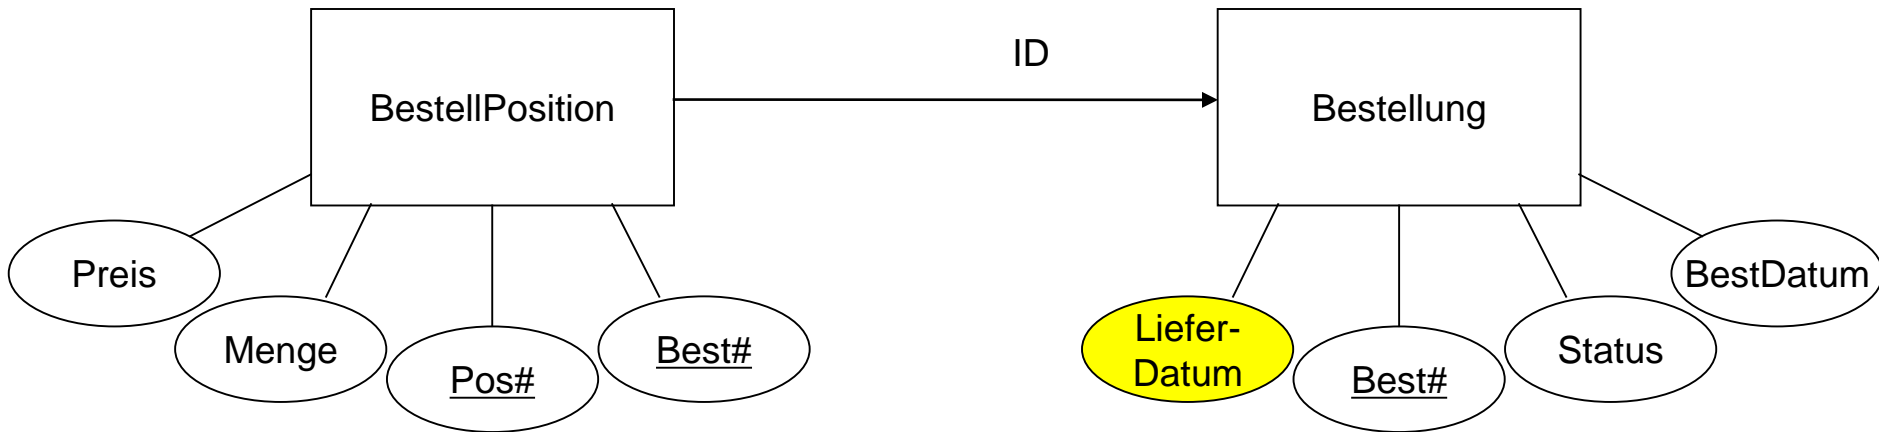 ID
BestellPosition
Bestellung
Preis
Menge
Pos#
Best#
Liefer-
Datum
Best#
Status
BestDatum